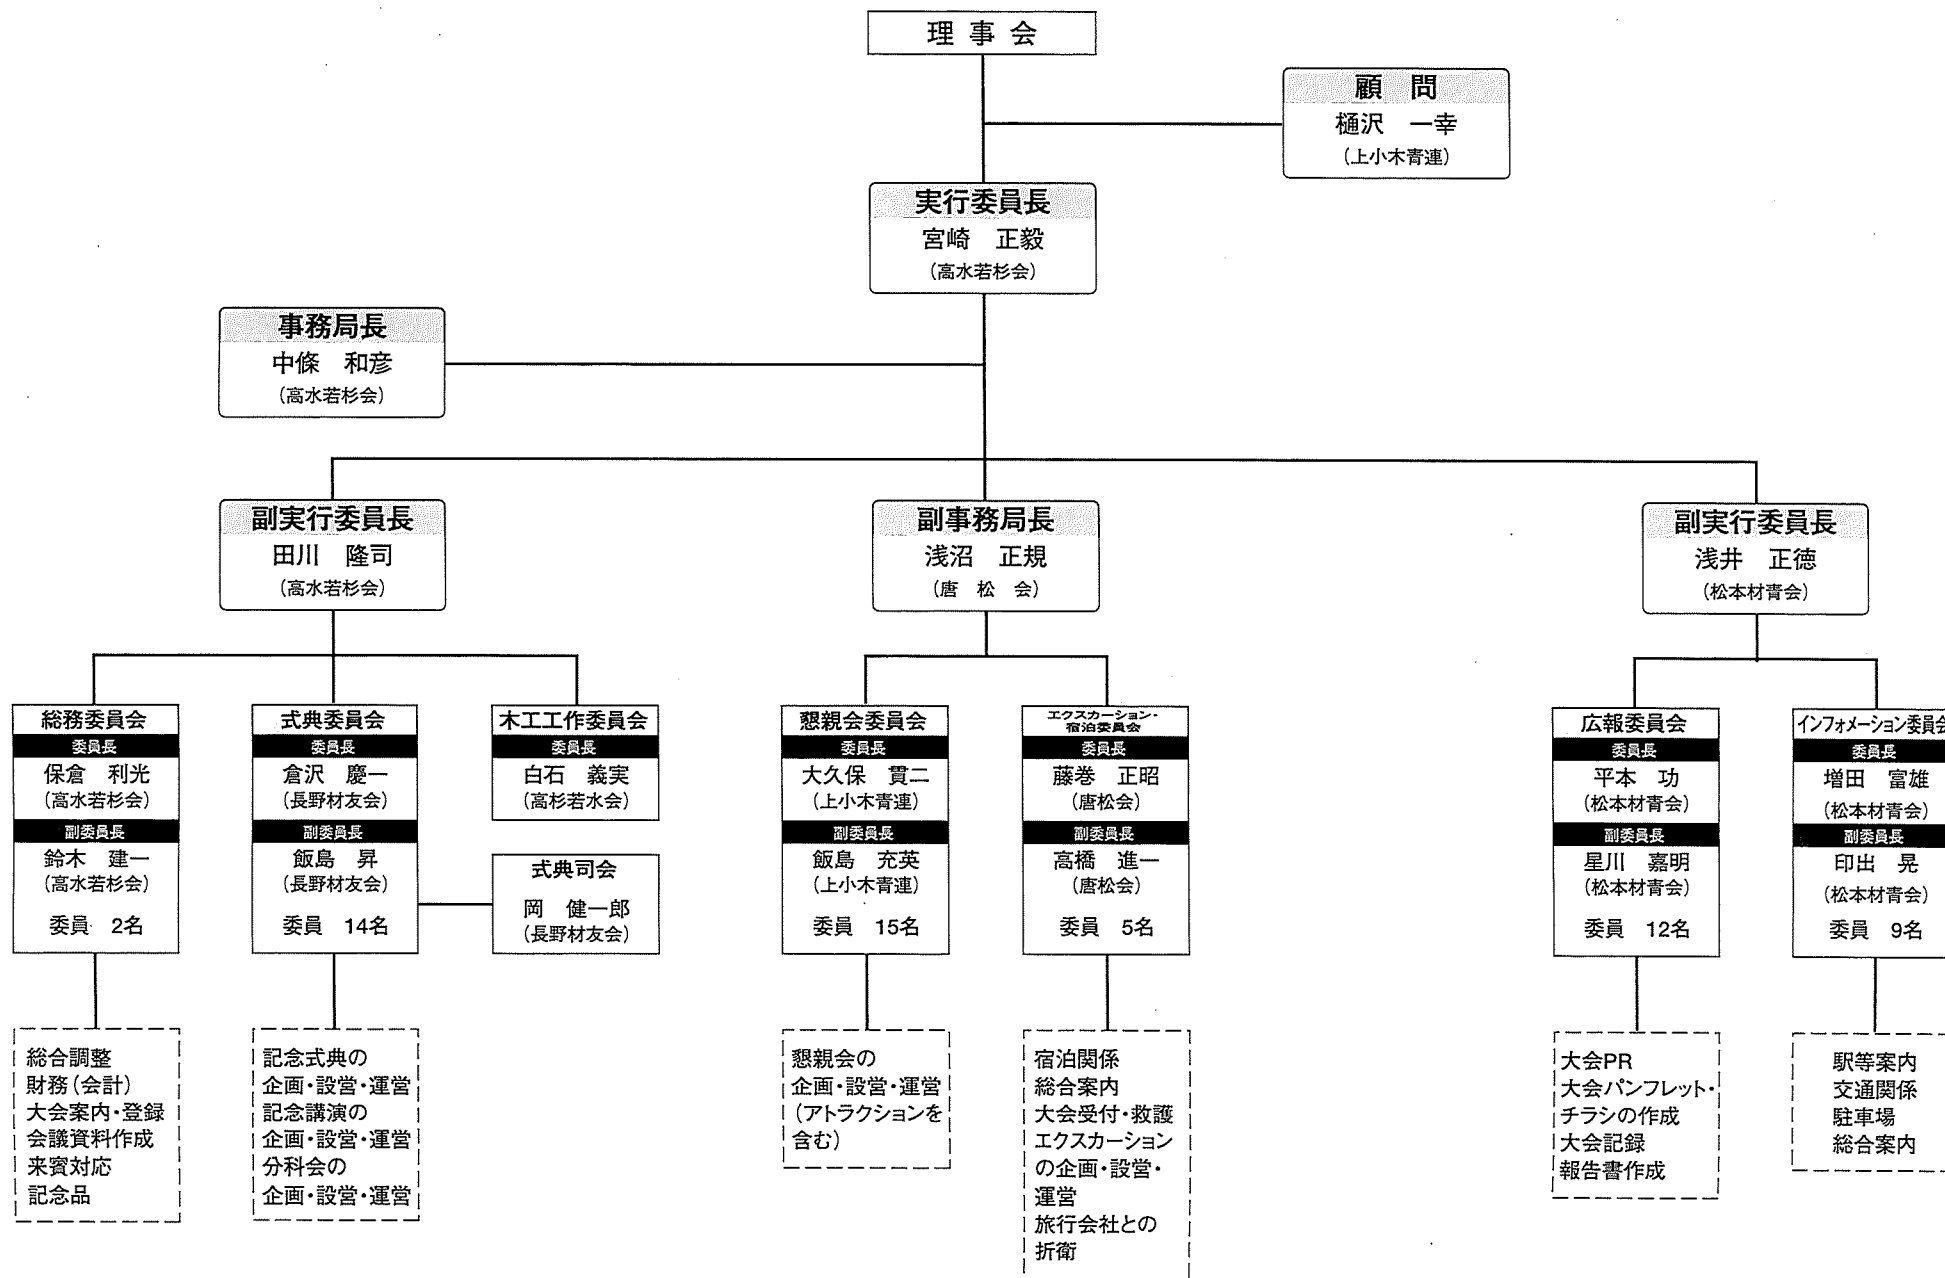 理事会
顧 問
樋沢 一幸
(上小木青連)
実行委員長
宮崎 正毅
(高水若杉会)
事務局長
中條 和彦
(高水若杉会)
副実行委員長
田川 隆司
(高水若杉会)
副事務局長
浅沼 正規
(唐 松 会)
副実行委員長
浅井 正徳
(松本材青会)
総務委員会
委員長
保倉 利光
(高水若杉会)
副委員長
鈴木 建一
(高水若杉会)
委員 2名
式典委員会
委員長
倉沢 慶一
(長野材友会)
副委員長
飯島 昇
(長野材友会)
委員 14名
木工工作委員会
委員長
白石 義実
(高杉若水会)
式典司会
岡 健一郎
(長野材友会)
懇親会委員会
委員長
大久保 貫二
(上小木青連)
副委員長
飯島 充英
(上小木青連)
委員 15名
エクスカーション・
宿泊委員会
委員長
藤巻 正昭
(唐松会)
副委員長
高橋 進一
(唐松会)
委員 5名
広報委員会
委員長
平本 功
(松本材青会)
副委員長
星川 嘉明
(松本材青会)
委員 12名
インフォメーション委員会
委員長
増田 富雄
(松本材青会)
副委員長
印出 晃
(松本材青会)
委員 9名
総合調整
財務(会計)
大会案内・登録
会議資料作成
来賓対応
記念品
記念式典の
企画・設営・運営
記念講演の
企画・設営・運営
分科会の
企画・設営・運営
懇親会の
企画・設営・運営
(アトラクションを
含む)
宿泊関係
総合案内
大会受付・救護
エクスカーション
の企画・設営・
運営
旅行会社との
折衛
大会PR
大会パンフレット・
チラシの作成
大会記録
報告書作成
駅等案内
交通関係
駐車場
総合案内